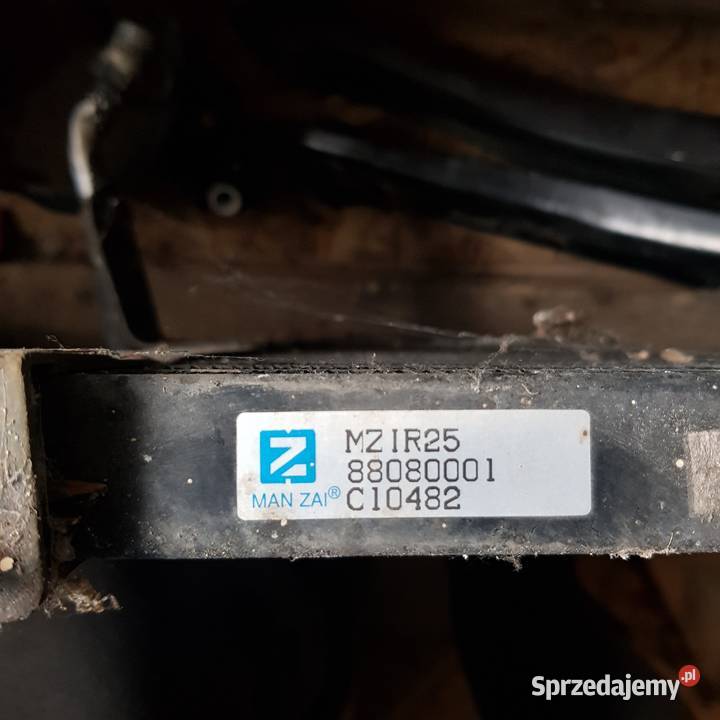 MZIR25
88080001
MAN ZAI® C10482
Sprzedajemy.pl